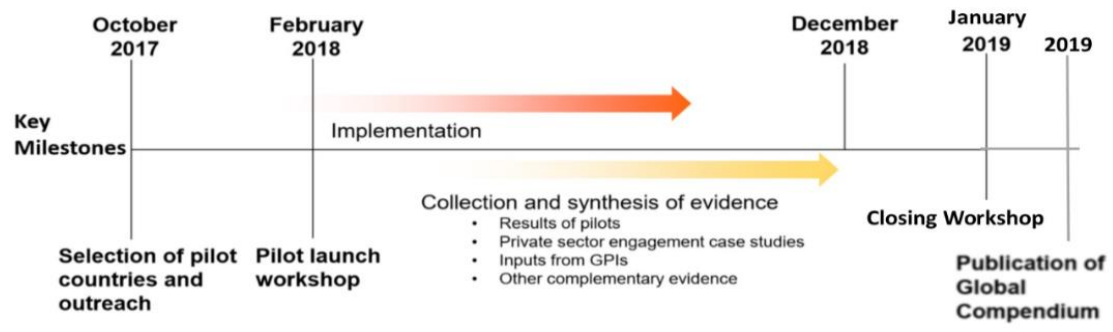 October
2017
February
2018
December
2018
January
2019
2019
Key
Milestones
Implementation
Collection and synthesis of evidence
• Results of pilots
• Private sector engagement case studies
• Inputs from GPIs
• Other complementary evidence
Closing Workshop
Selection of pilot
countries and
outreach
Pilot launch
workshop
Publication of
Global
Compendium